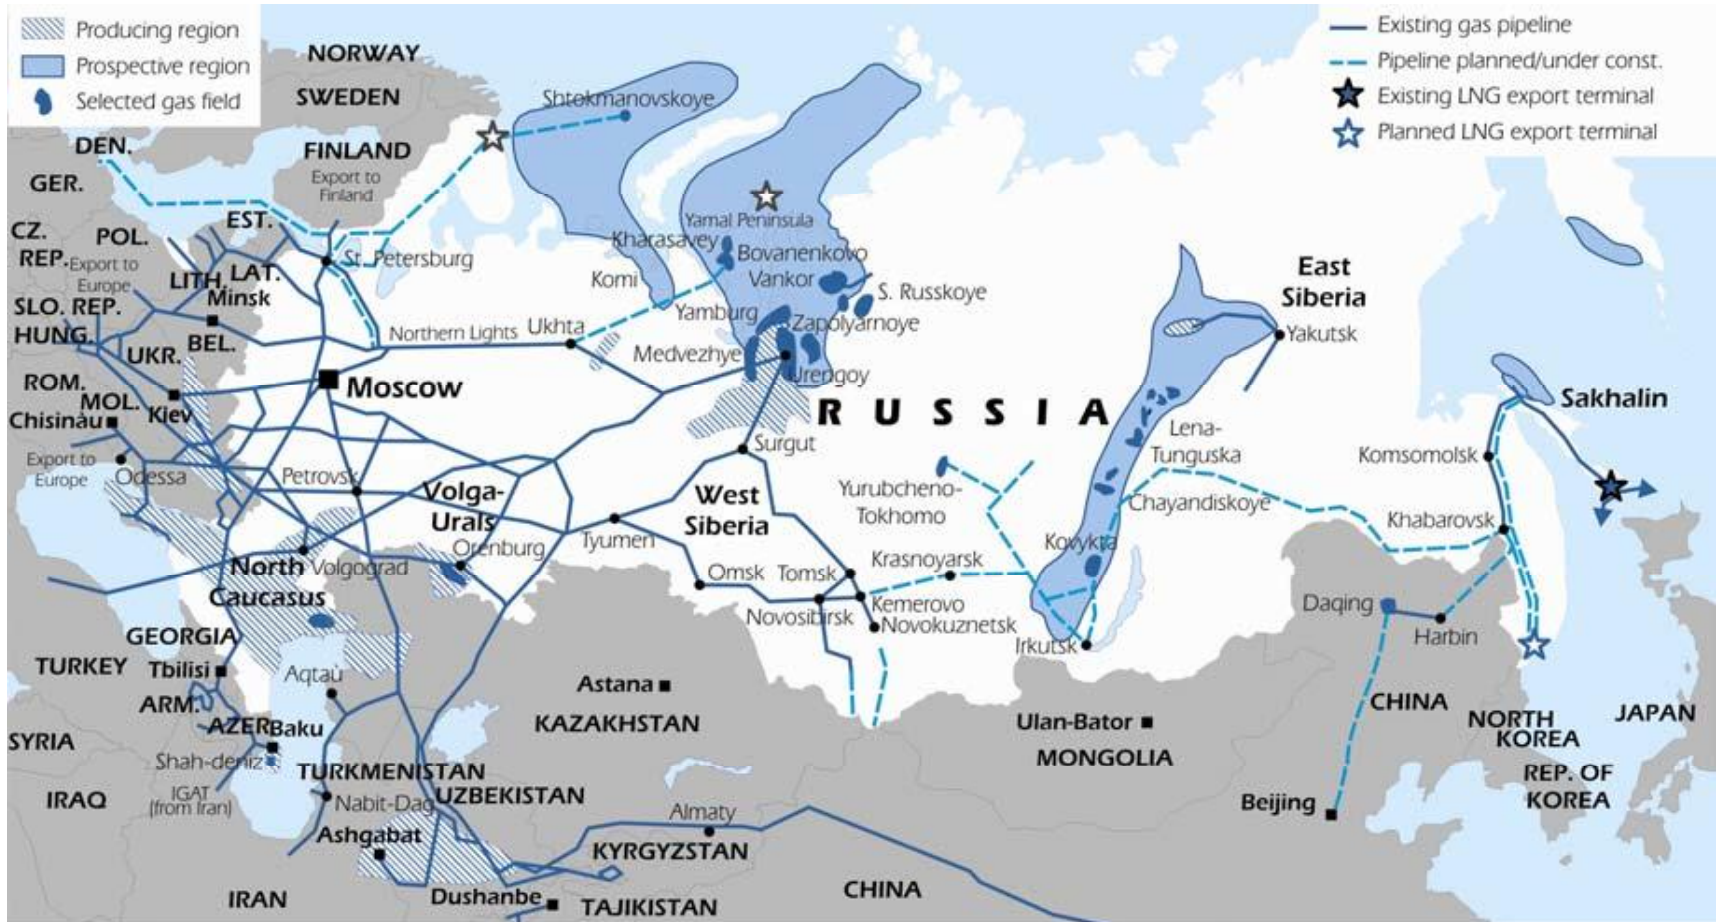 Producing region
Prospective region
Selected gas field
Existing gas pipeline
Pipeline planned/under const.
Existing LNG export terminal
Planned LNG export terminal
NORWAY
SWEDEN
FINLAND
Export to
Finland
DEN.
GER.
CZ.
REP.
POL.
Export to
Europe
EST.
LAT.
LITH.
Minsk
SLO. REP.
HUNG.
BEL.
UKR.
ROM.
MOL.
Chisinàu
Kiev
Export to
Europe
Odessa
St. Petersburg
Northern Lights
Ukhta
Moscow
Petrovsk
Volga-
Urals
Orenburg
North
Caucasus
Volgograd
Shtokmanovskoye
Yamal Peninsula
Kharasavey
Bovanenkovo
Komi
Vankor
S. Russkoye
Yamburg
Zapolyarnoye
Medvezhye
Urengoy
RUSSIA
Surgut
West
Siberia
Tyumen
Omsk
Tomsk
Novosibirsk
Kemerovo
Novokuznetsk
Krasnoyarsk
Yurubcheno-
Tokhomo
Kovykta
Irkutsk
Lena-
Tunguska
Chayandiskoye
East
Siberia
Yakutsk
Sakhalin
Komsomolsk
Khabarovsk
Daqing
Harbin
CHINA
NORTH
KOREA
JAPAN
REP. OF
KOREA
Beijing
Ulan-Bator
MONGOLIA
Astana
KAZAKHSTAN
GEORGIA
TURKEY
Tbilisi
ARM.
AZER.
Baku
Aqtaù
SYRIA
Shah-deniz
IRAQ
IGAT
(from Iran)
TURKMENISTAN
Nabit-Dag
UZBEKISTAN
Ashgabat
Almaty
KYRGYZSTAN
IRAN
Dushanbe
TAJIKISTAN
CHINA